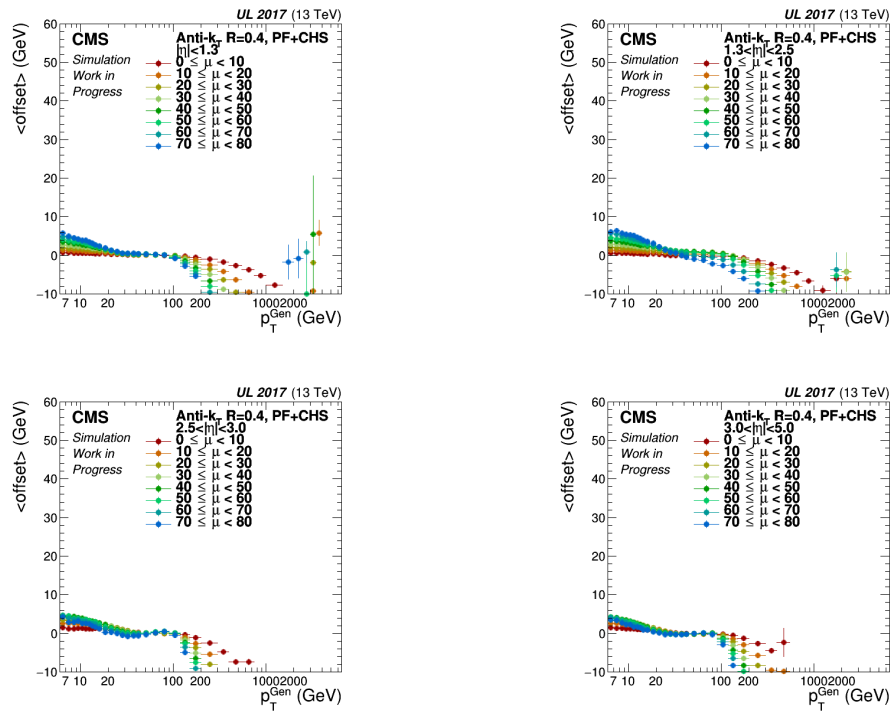 UL 2017 (13 TeV)
<offset> (GeV)
60
50
40
30
20
10
0
−10
CMS
Simulation
Work in
Progress
Anti-k_T R=0.4, PF+CHS
|η|<1.3
0 ≤ μ < 10
10 ≤ μ < 20
20 ≤ μ < 30
30 ≤ μ < 40
40 ≤ μ < 50
50 ≤ μ < 60
60 ≤ μ < 70
70 ≤ μ < 80
7 10 20 100 200 1000 2000
p_T^Gen (GeV)
UL 2017 (13 TeV)
<offset> (GeV)
60
50
40
30
20
10
0
−10
CMS
Simulation
Work in
Progress
Anti-k_T R=0.4, PF+CHS
1.3<|η|<2.5
0 ≤ μ < 10
10 ≤ μ < 20
20 ≤ μ < 30
30 ≤ μ < 40
40 ≤ μ < 50
50 ≤ μ < 60
60 ≤ μ < 70
70 ≤ μ < 80
7 10 20 100 200 1000 2000
p_T^Gen (GeV)
UL 2017 (13 TeV)
<offset> (GeV)
60
50
40
30
20
10
0
−10
CMS
Simulation
Work in
Progress
Anti-k_T R=0.4, PF+CHS
2.5<|η|<3.0
0 ≤ μ < 10
10 ≤ μ < 20
20 ≤ μ < 30
30 ≤ μ < 40
40 ≤ μ < 50
50 ≤ μ < 60
60 ≤ μ < 70
70 ≤ μ < 80
7 10 20 100 200 1000 2000
p_T^Gen (GeV)
UL 2017 (13 TeV)
<offset> (GeV)
60
50
40
30
20
10
0
−10
CMS
Simulation
Work in
Progress
Anti-k_T R=0.4, PF+CHS
3.0<|η|<5.0
0 ≤ μ < 10
10 ≤ μ < 20
20 ≤ μ < 30
30 ≤ μ < 40
40 ≤ μ < 50
50 ≤ μ < 60
60 ≤ μ < 70
70 ≤ μ < 80
7 10 20 100 200 1000 2000
p_T^Gen (GeV)